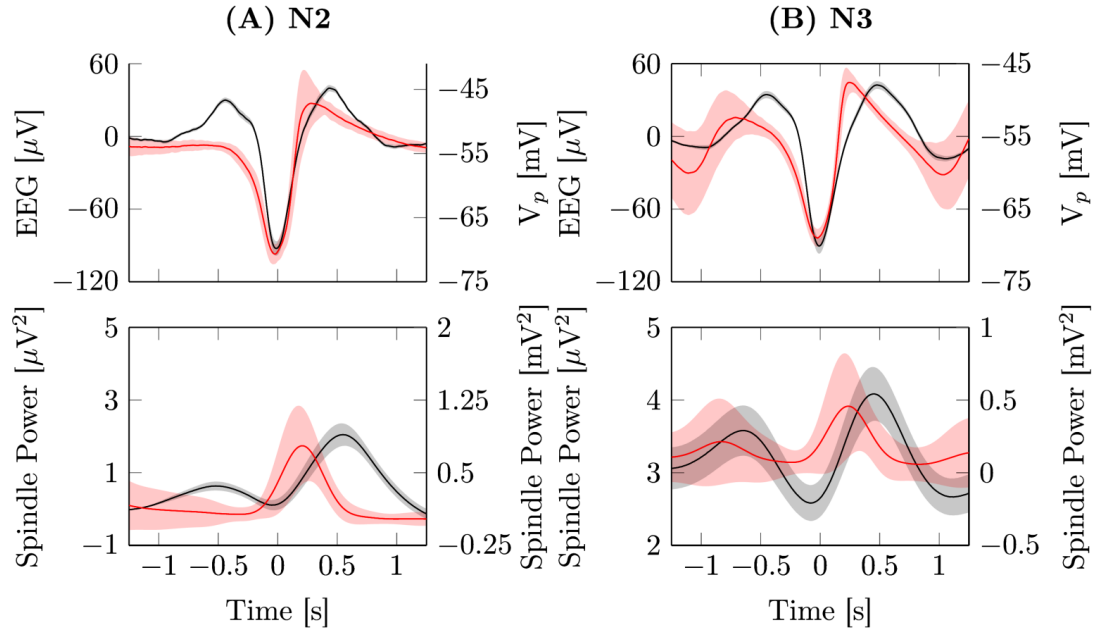 (A) N2
(B) N3
EEG [μV]
60
0
−60
−120
−45
−55
−65
−75
V_p [mV]
EEG [μV]
60
0
−60
−120
−45
−55
−65
−75
V_p [mV]
Spindle Power [μV²]
5
3
1
−1
2
1.25
0.5
−0.25
Spindle Power [mV²]
−1 −0.5 0 0.5 1
Time [s]
Spindle Power [μV²]
5
4
3
2
1
0.5
0
−0.5
Spindle Power [mV²]
−1 −0.5 0 0.5 1
Time [s]